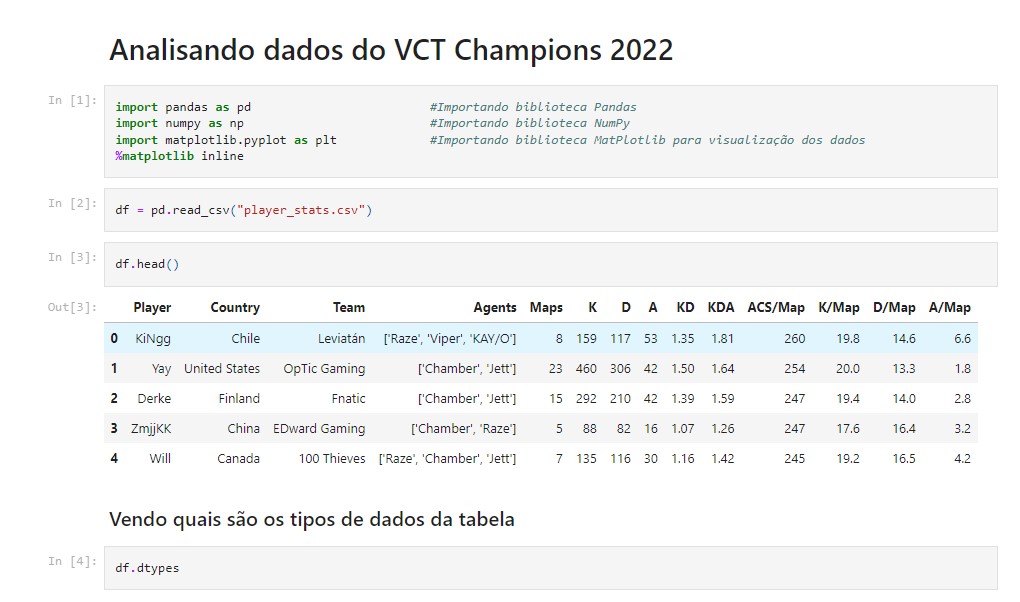 Analisando dados do VCT Champions 2022
In [1]:
import pandas as pd #Importando biblioteca Pandas
import numpy as np #Importando biblioteca NumPy
import matplotlib.pyplot as plt #Importando biblioteca MatPlotlib para visualização dos dados
%matplotlib inline
In [2]:
df = pd.read_csv("player_stats.csv")
In [3]:
df.head()
Out[3]:
Player Country Team Agents Maps K D A KD KDA ACS/Map K/Map D/Map A/Map
0 KiNgg Chile Leviatán ['Raze', 'Viper', 'KAY/O'] 8 159 117 53 1.35 1.81 260 19.8 14.6 6.6
1 Yay United States OpTic Gaming ['Chamber', 'Jett'] 23 460 306 42 1.50 1.64 254 20.0 13.3 1.8
2 Derke Finland Fnatic ['Chamber', 'Jett'] 15 292 210 42 1.39 1.59 247 19.4 14.0 2.8
3 ZmjjKK China EDward Gaming ['Chamber', 'Raze'] 5 88 82 16 1.07 1.26 247 17.6 16.4 3.2
4 Will Canada 100 Thieves ['Raze', 'Chamber', 'Jett'] 7 135 116 30 1.16 1.42 245 19.2 16.5 4.2
Vendo quais são os tipos de dados da tabela
In [4]:
df.dtypes